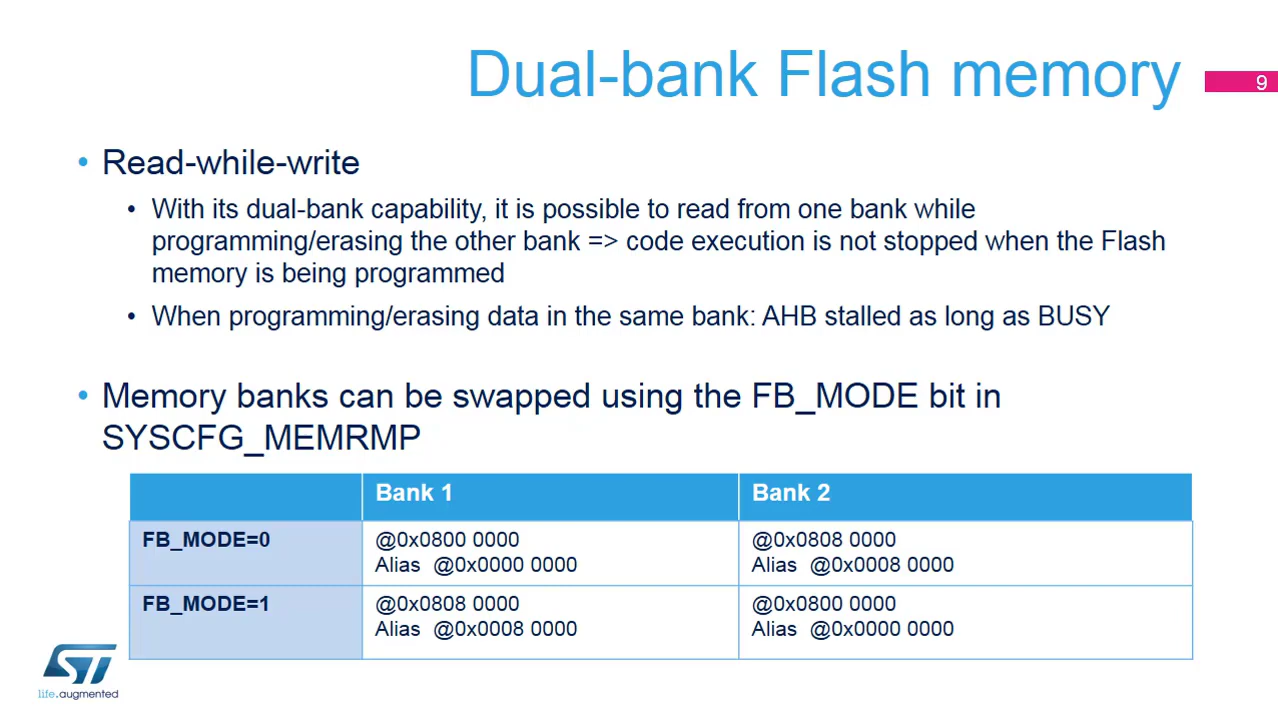 Dual-bank Flash memory
9
• Read-while-write
• With its dual-bank capability, it is possible to read from one bank while
programming/erasing the other bank => code execution is not stopped when the Flash
memory is being programmed
• When programming/erasing data in the same bank: AHB stalled as long as BUSY
• Memory banks can be swapped using the FB_MODE bit in
SYSCFG_MEMRMP
Bank 1
Bank 2
FB_MODE=0
@0x0800 0000
Alias @0x0000 0000
@0x0808 0000
Alias @0x0008 0000
FB_MODE=1
@0x0808 0000
Alias @0x0008 0000
@0x0800 0000
Alias @0x0000 0000
ST
life.augmented